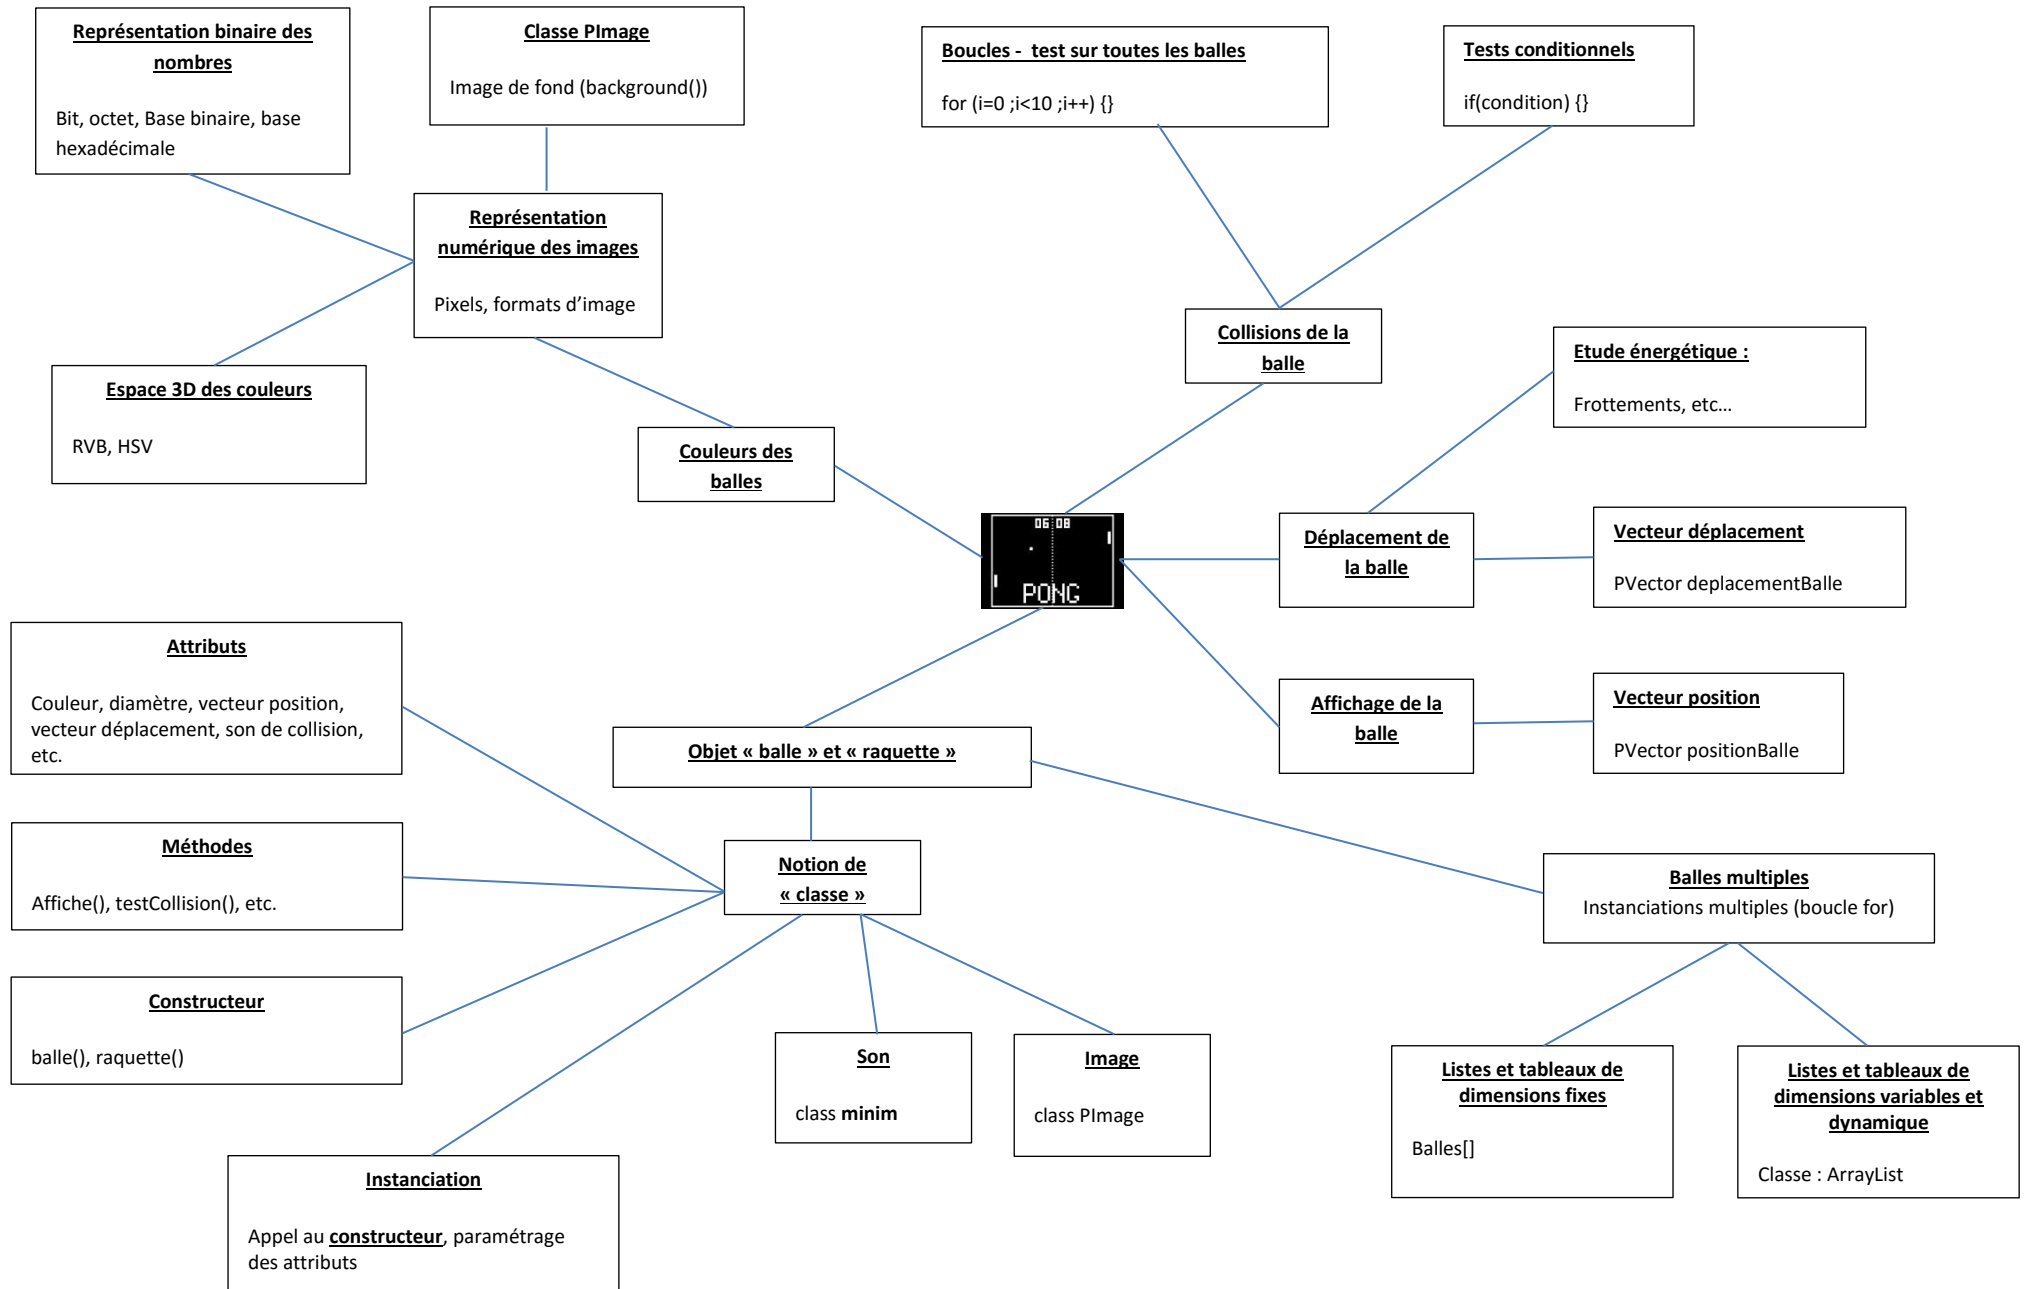 Représentation binaire des
nombres
Bit, octet, Base binaire, base
hexadécimale
Classe PImage
Image de fond (background())
Boucles -  test sur toutes les balles
for (i=0 ;i<10 ;i++) {}
Tests conditionnels
if(condition) {}
Représentation
numérique des images
Pixels, formats d’image
Collisions de la
balle
Etude énergétique :
Frottements, etc…
Espace 3D des couleurs
RVB, HSV
Couleurs des
balles
06 08
PONG
Déplacement de
la balle
Vecteur déplacement
PVector deplacementBalle
Attributs
Couleur, diamètre, vecteur position,
vecteur déplacement, son de collision,
etc.
Affichage de la
balle
Vecteur position
PVector positionBalle
Objet « balle » et « raquette »
Méthodes
Affiche(), testCollision(), etc.
Notion de
« classe »
Balles multiples
Instanciations multiples (boucle for)
Constructeur
balle(), raquette()
Son
class minim
Image
class PImage
Listes et tableaux de
dimensions fixes
Balles[]
Listes et tableaux de
dimensions variables et
dynamique
Classe : ArrayList
Instanciation
Appel au constructeur, paramétrage
des attributs